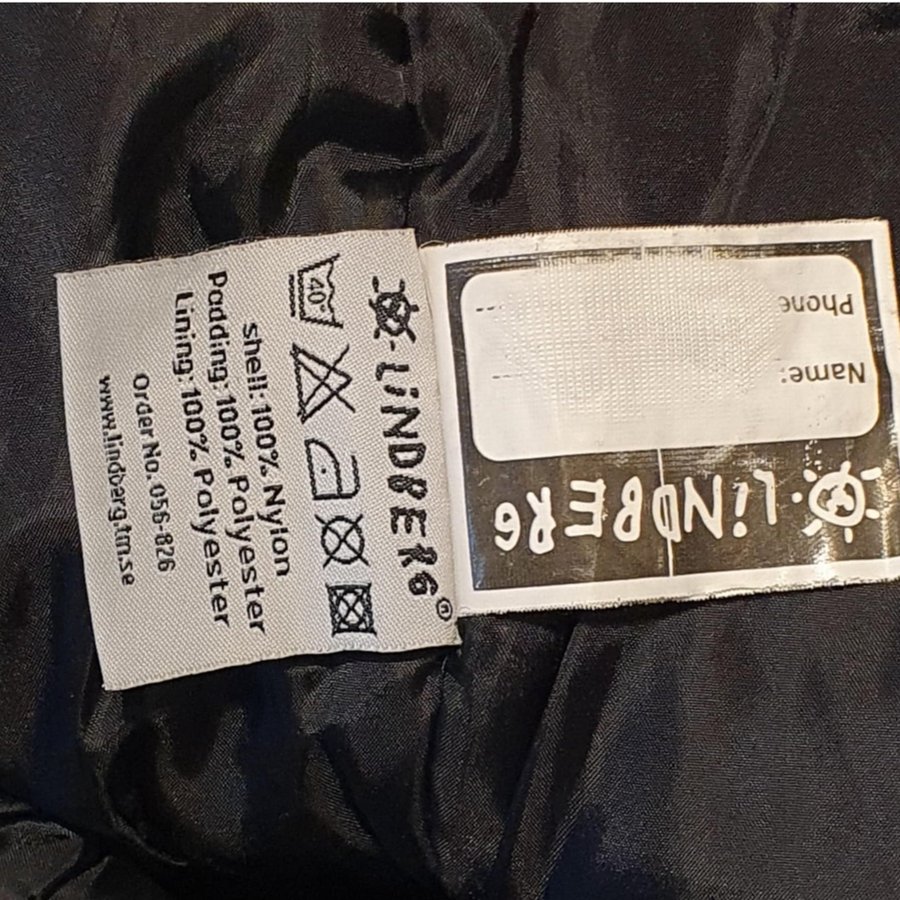 LiNDBERG®
40°
shell: 100% Nylon
Padding: 100% Polyester
Lining: 100% Polyester
Order No. 056-826
www.lindberg.tm.se
LiNDBERG
Name:
Phone